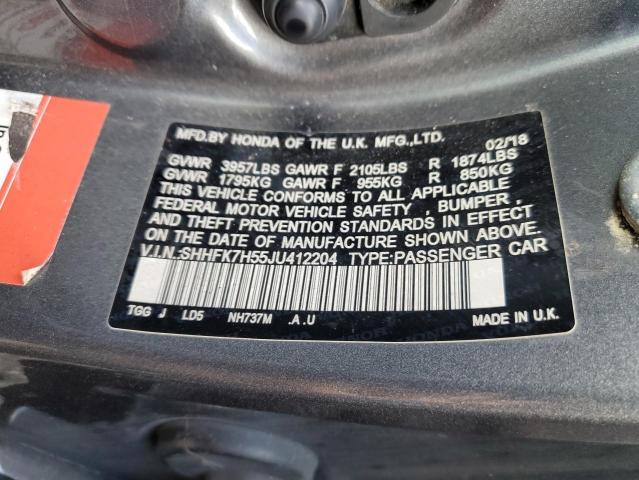 MFD.BY HONDA OF THE U.K. MFG.,LTD. 02/18
GVWR 3957LBS GAWR F 2105LBS R 1874LBS
GVWR 1795KG GAWR F 955KG R 850KG
THIS VEHICLE CONFORMS TO ALL APPLICABLE
FEDERAL MOTOR VEHICLE SAFETY , BUMPER ,
AND THEFT PREVENTION STANDARDS IN EFFECT
ON THE DATE OF MANUFACTURE SHOWN ABOVE.
V.I.N.:SHHFK7H55JU412204 TYPE:PASSENGER CAR
TGG J LD5 NH737M .A .U MADE IN U.K.